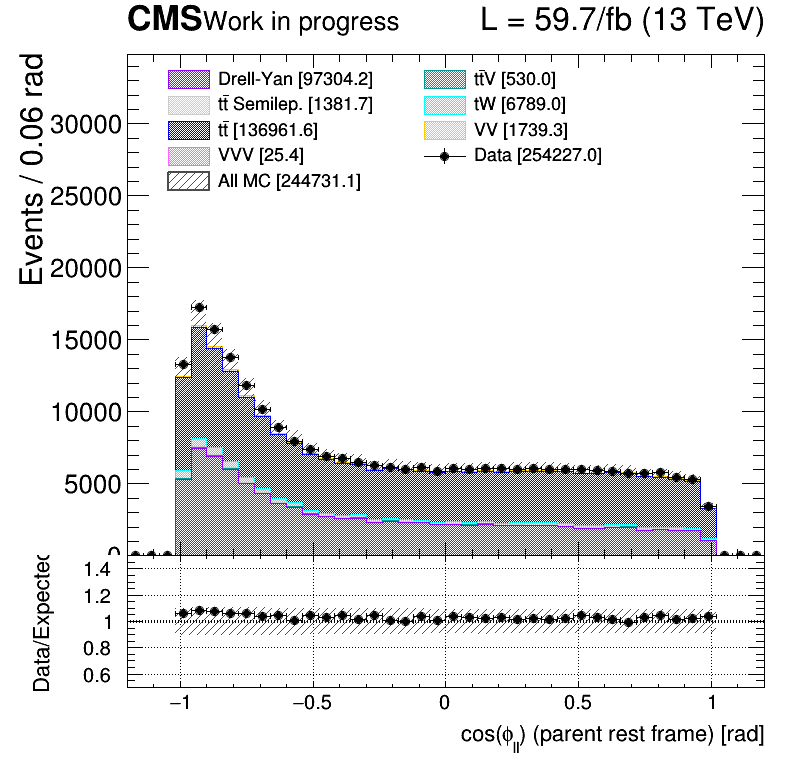 CMS Work in progress L = 59.7/fb (13 TeV)
Events / 0.06 rad
Drell-Yan [97304.2]
tt̄ Semilep. [1381.7]
tt̄ [136961.6]
VVV [25.4]
All MC [244731.1]
tt̄V [530.0]
tW [6789.0]
VV [1739.3]
Data [254227.0]
30000
25000
20000
15000
10000
5000
0
Data/Expected
1.4
1.2
1
0.8
0.6
−1 −0.5 0 0.5 1
cos(ϕ_ll) (parent rest frame) [rad]